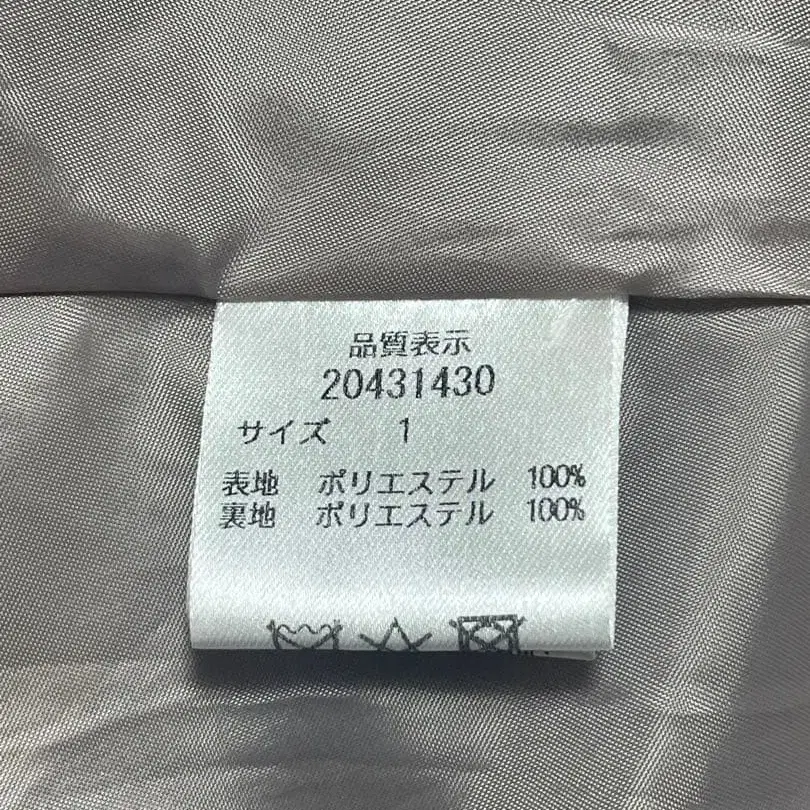 品質表示
20431430
サイズ 1
表地 ポリエステル 100%
裏地 ポリエステル 100%